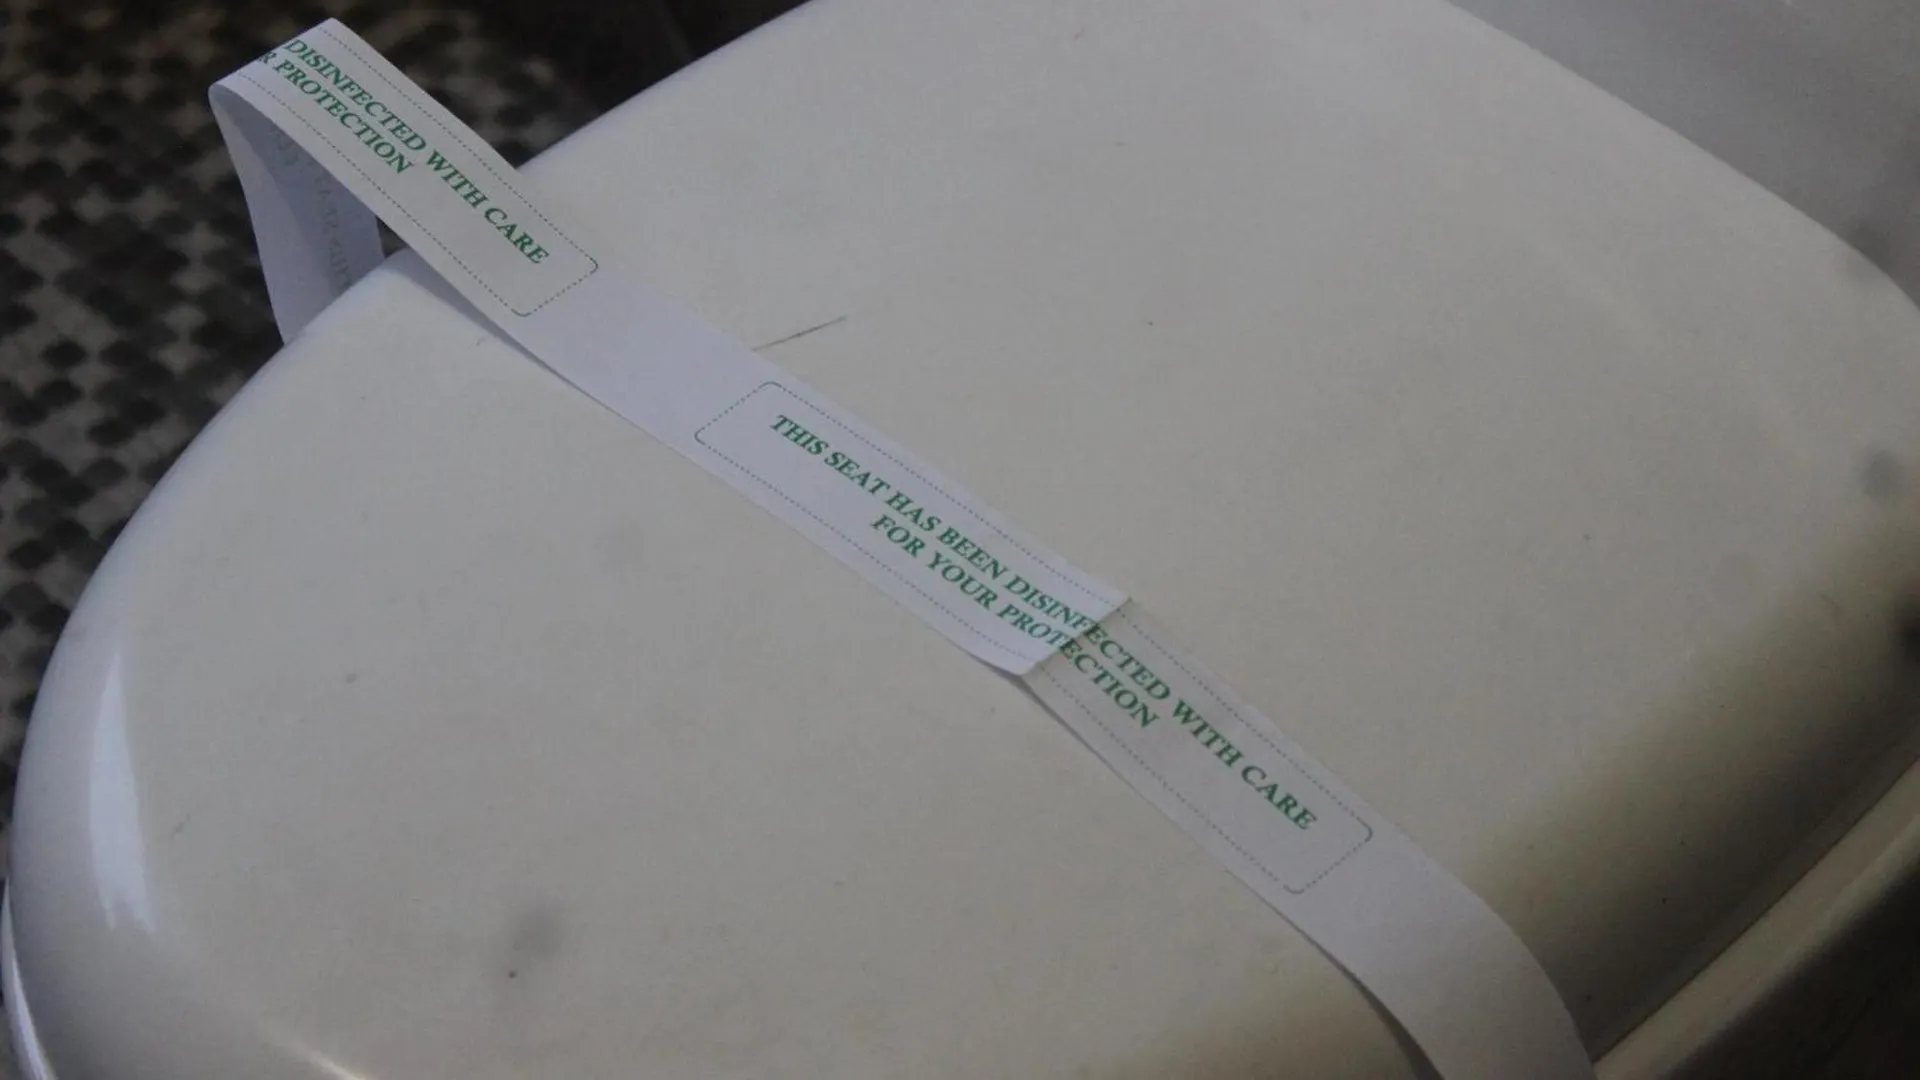 DISINFECTED WITH CARE
R PROTECTION
THIS SEAT HAS BEEN DISINFECTED WITH CARE
FOR YOUR PROTECTION